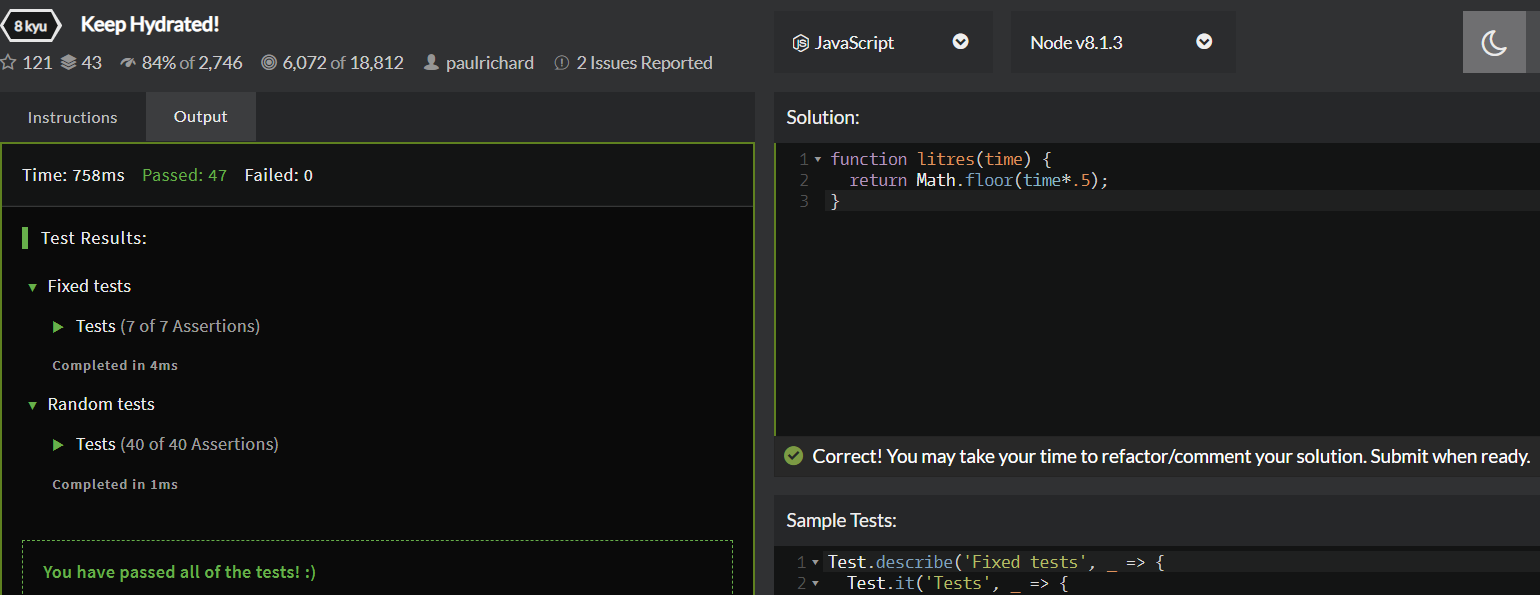 8 kyu Keep Hydrated!
121 43 84% of 2,746 6,072 of 18,812 paulrichard 2 Issues Reported
JavaScript
Node v8.1.3
Instructions Output
Time: 758ms Passed: 47 Failed: 0
Test Results:
Fixed tests
Tests (7 of 7 Assertions)
Completed in 4ms
Random tests
Tests (40 of 40 Assertions)
Completed in 1ms
You have passed all of the tests! :)
Solution:
1 function litres(time) {
2 return Math.floor(time*.5);
3 }
Correct! You may take your time to refactor/comment your solution. Submit when ready.
Sample Tests:
1 Test.describe('Fixed tests', _ => {
2 Test.it('Tests', _ => {